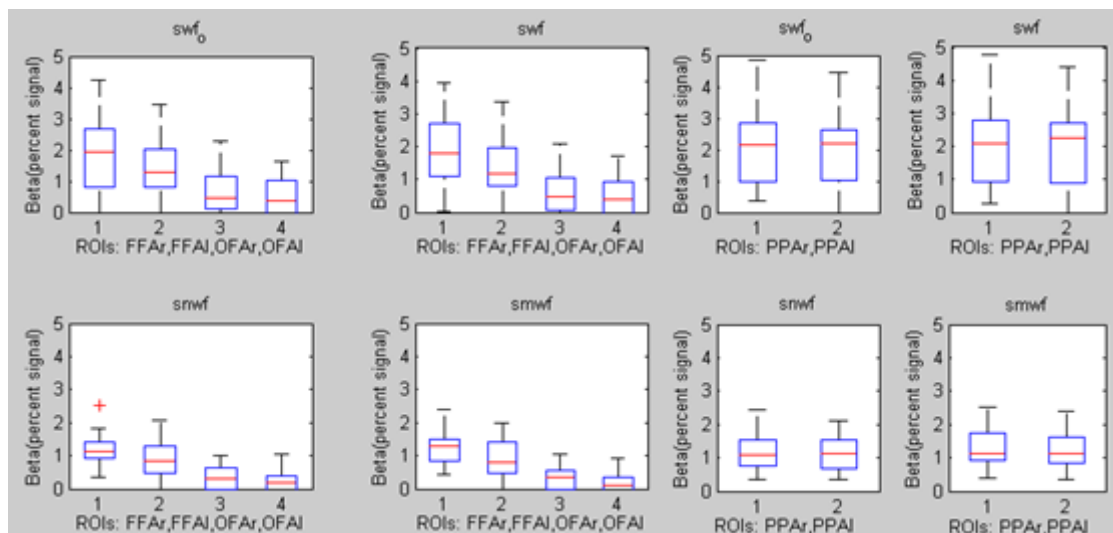 swfo
Beta(percent signal)
5
4
3
2
1
0
1 2 3 4
ROIs: FFAr,FFAl,OFAr,OFAl
swf
Beta(percent signal)
5
4
3
2
1
0
1 2 3 4
ROIs: FFAr,FFAl,OFAr,OFAl
swfo
Beta(percent signal)
5
4
3
2
1
0
1 2
ROIs: PPAr,PPAl
swf
Beta(percent signal)
5
4
3
2
1
0
1 2
ROIs: PPAr,PPAl
snwf
Beta(percent signal)
5
4
3
2
1
0
1 2 3 4
ROIs: FFAr,FFAl,OFAr,OFAl
smwf
Beta(percent signal)
5
4
3
2
1
0
1 2 3 4
ROIs: FFAr,FFAl,OFAr,OFAl
snwf
Beta(percent signal)
5
4
3
2
1
0
1 2
ROIs: PPAr,PPAl
smwf
Beta(percent signal)
5
4
3
2
1
0
1 2
ROIs: PPAr,PPAl